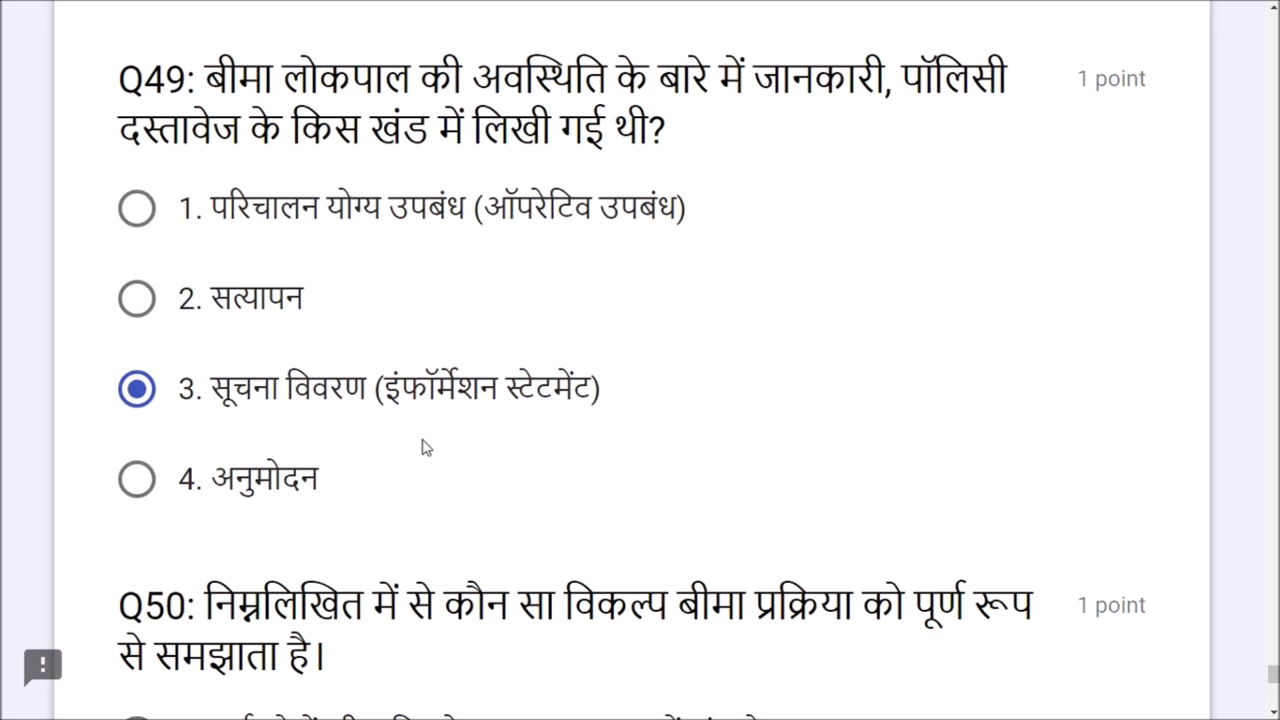 Q49: बीमा लोकपाल की अवस्थिति के बारे में जानकारी, पॉलिसी
1 point
दस्तावेज के किस खंड में लिखी गई थी?
1. परिचालन योग्य उपबंध (ऑपरेटिव उपबंध)
2. सत्यापन
3. सूचना विवरण (इंफॉर्मेशन स्टेटमेंट)
4. अनुमोदन
Q50: निम्नलिखित में से कौन सा विकल्प बीमा प्रक्रिया को पूर्ण रूप
1 point
से समझाता है।